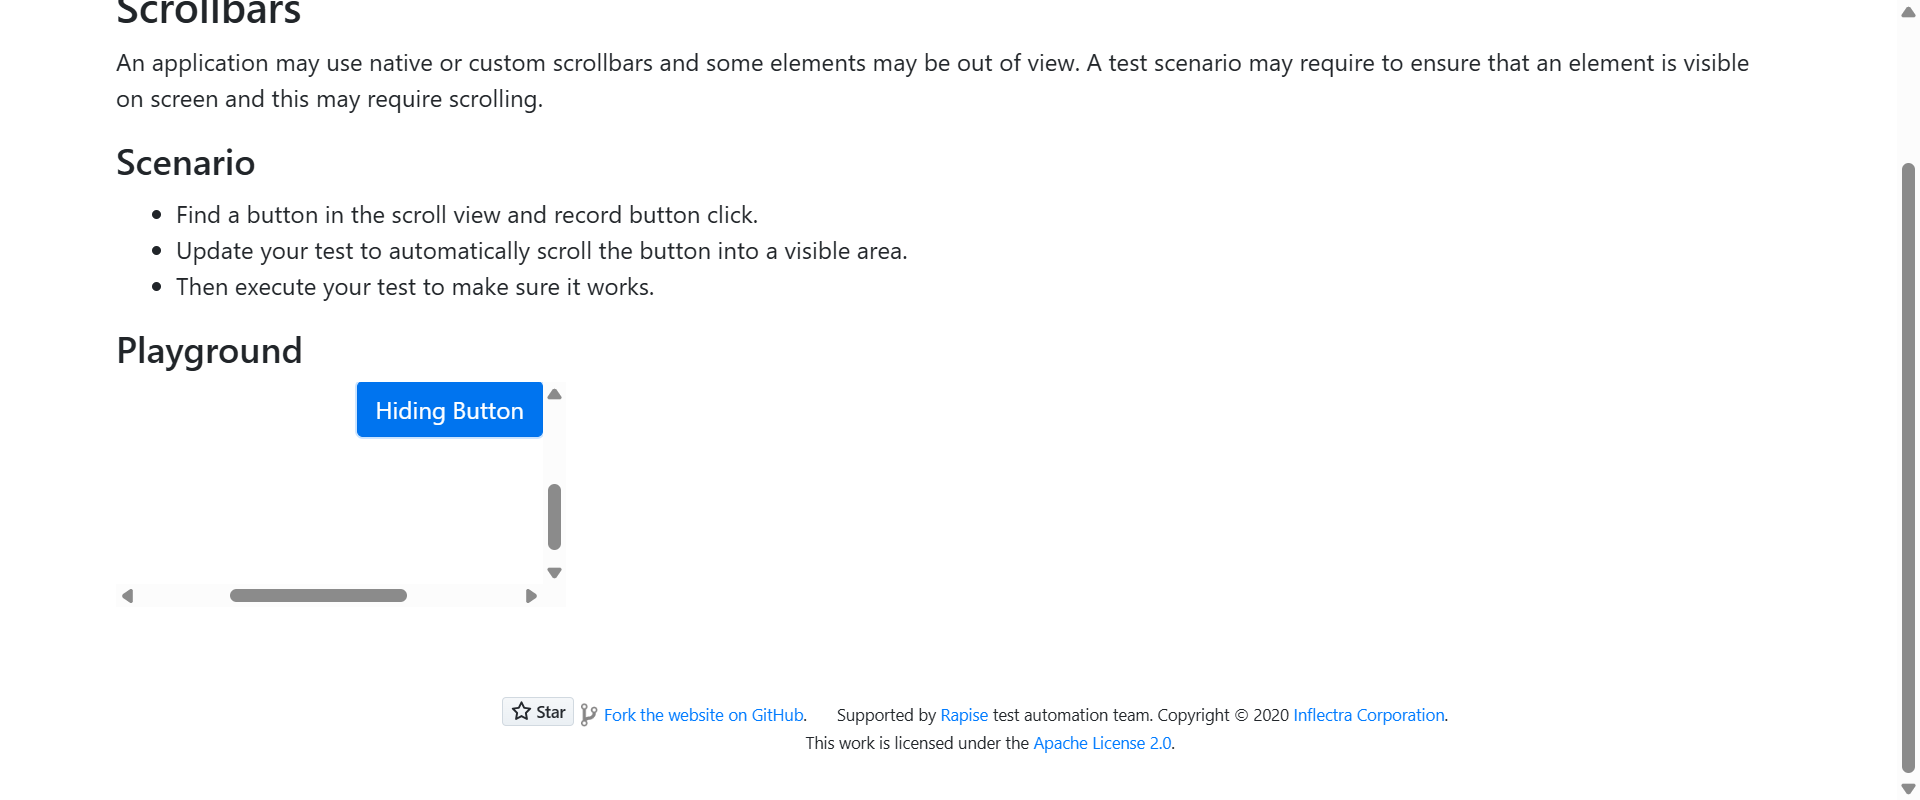 Scrollbars
An application may use native or custom scrollbars and some elements may be out of view. A test scenario may require to ensure that an element is visible
on screen and this may require scrolling.
Scenario
Find a button in the scroll view and record button click.
Update your test to automatically scroll the button into a visible area.
Then execute your test to make sure it works.
Playground
Hiding Button
Star Fork the website on GitHub. Supported by Rapise test automation team. Copyright © 2020 Inflectra Corporation.
This work is licensed under the Apache License 2.0.